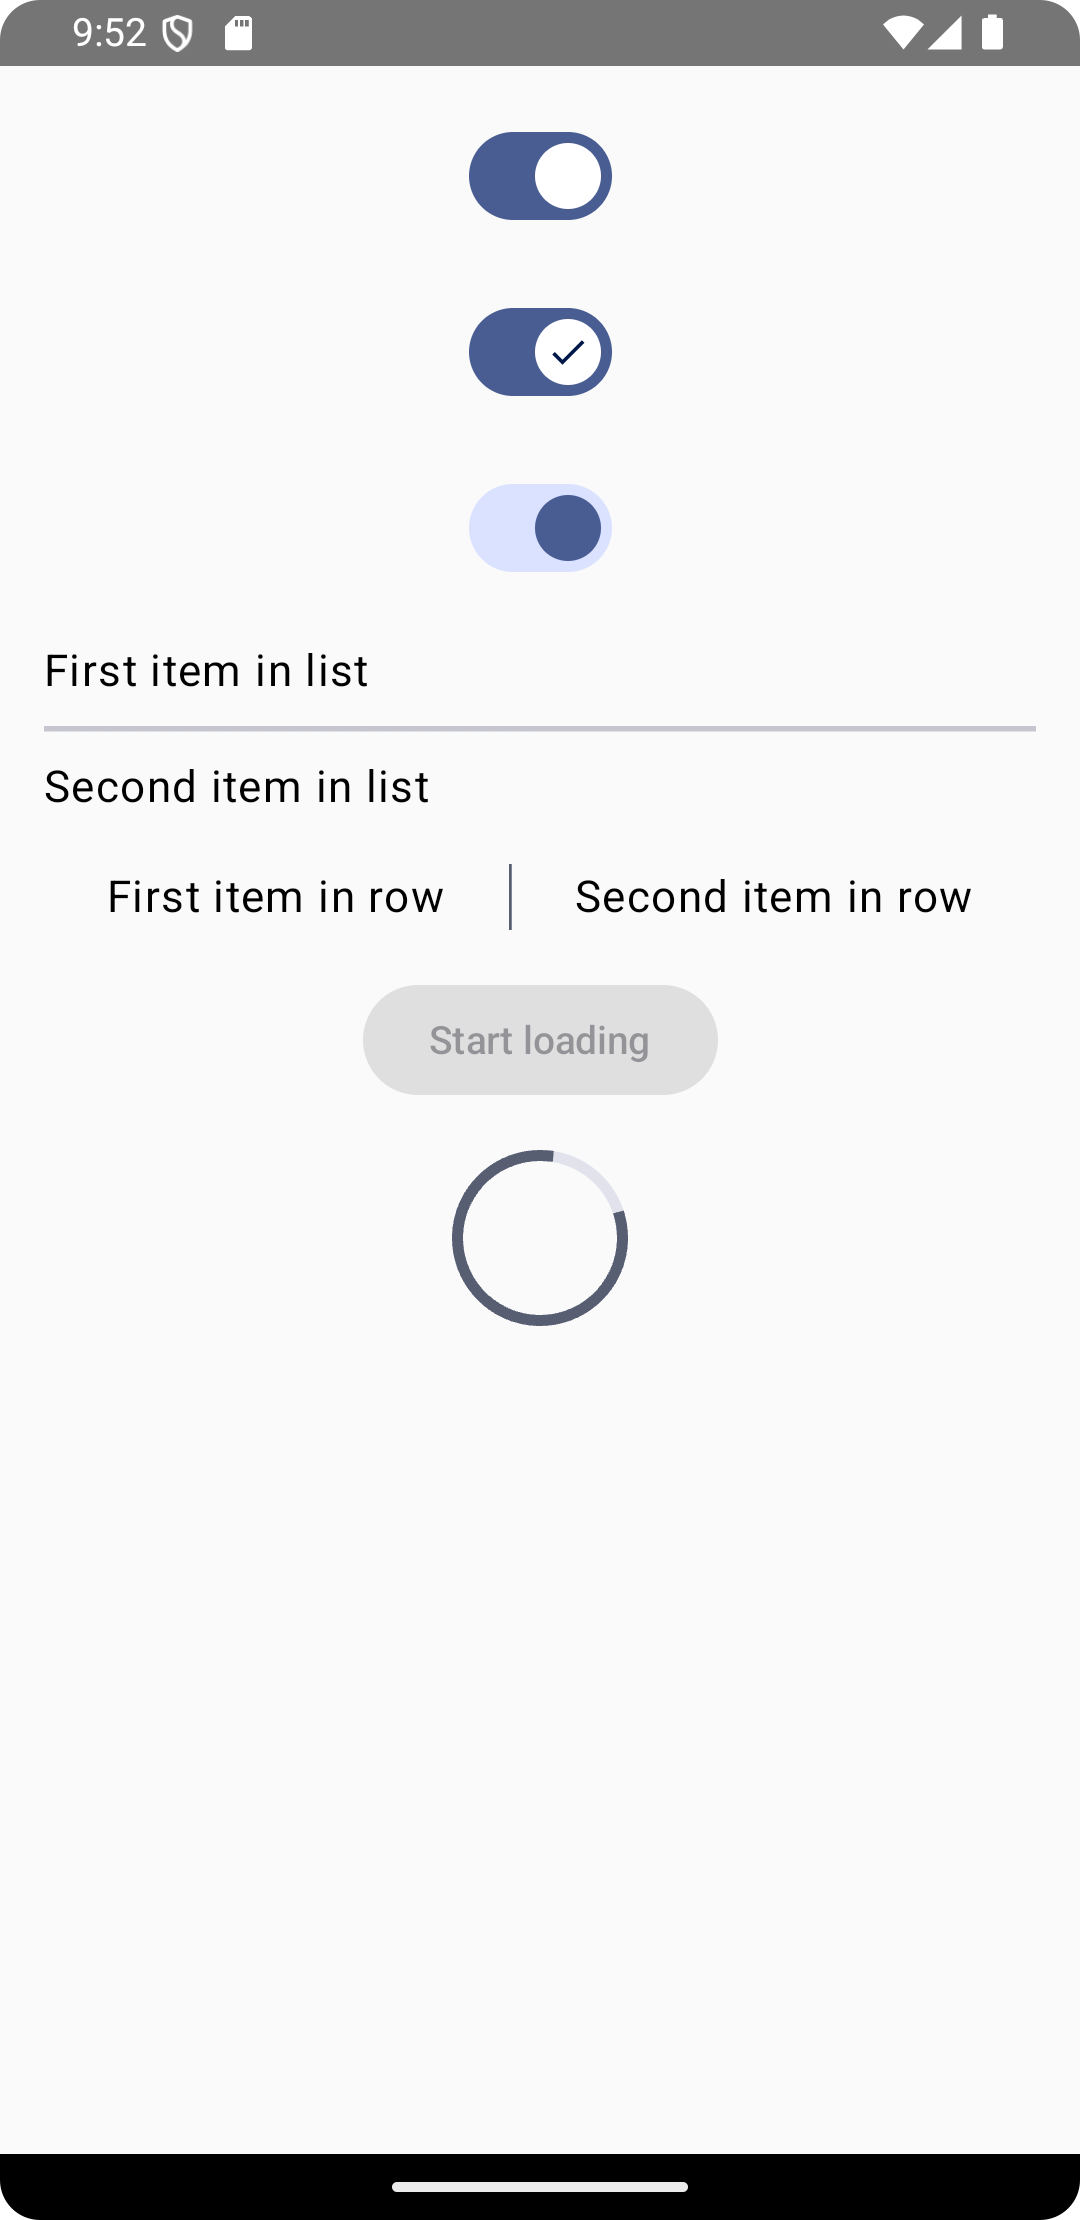 9:52
First item in list
Second item in list
First item in row
Second item in row
Start loading